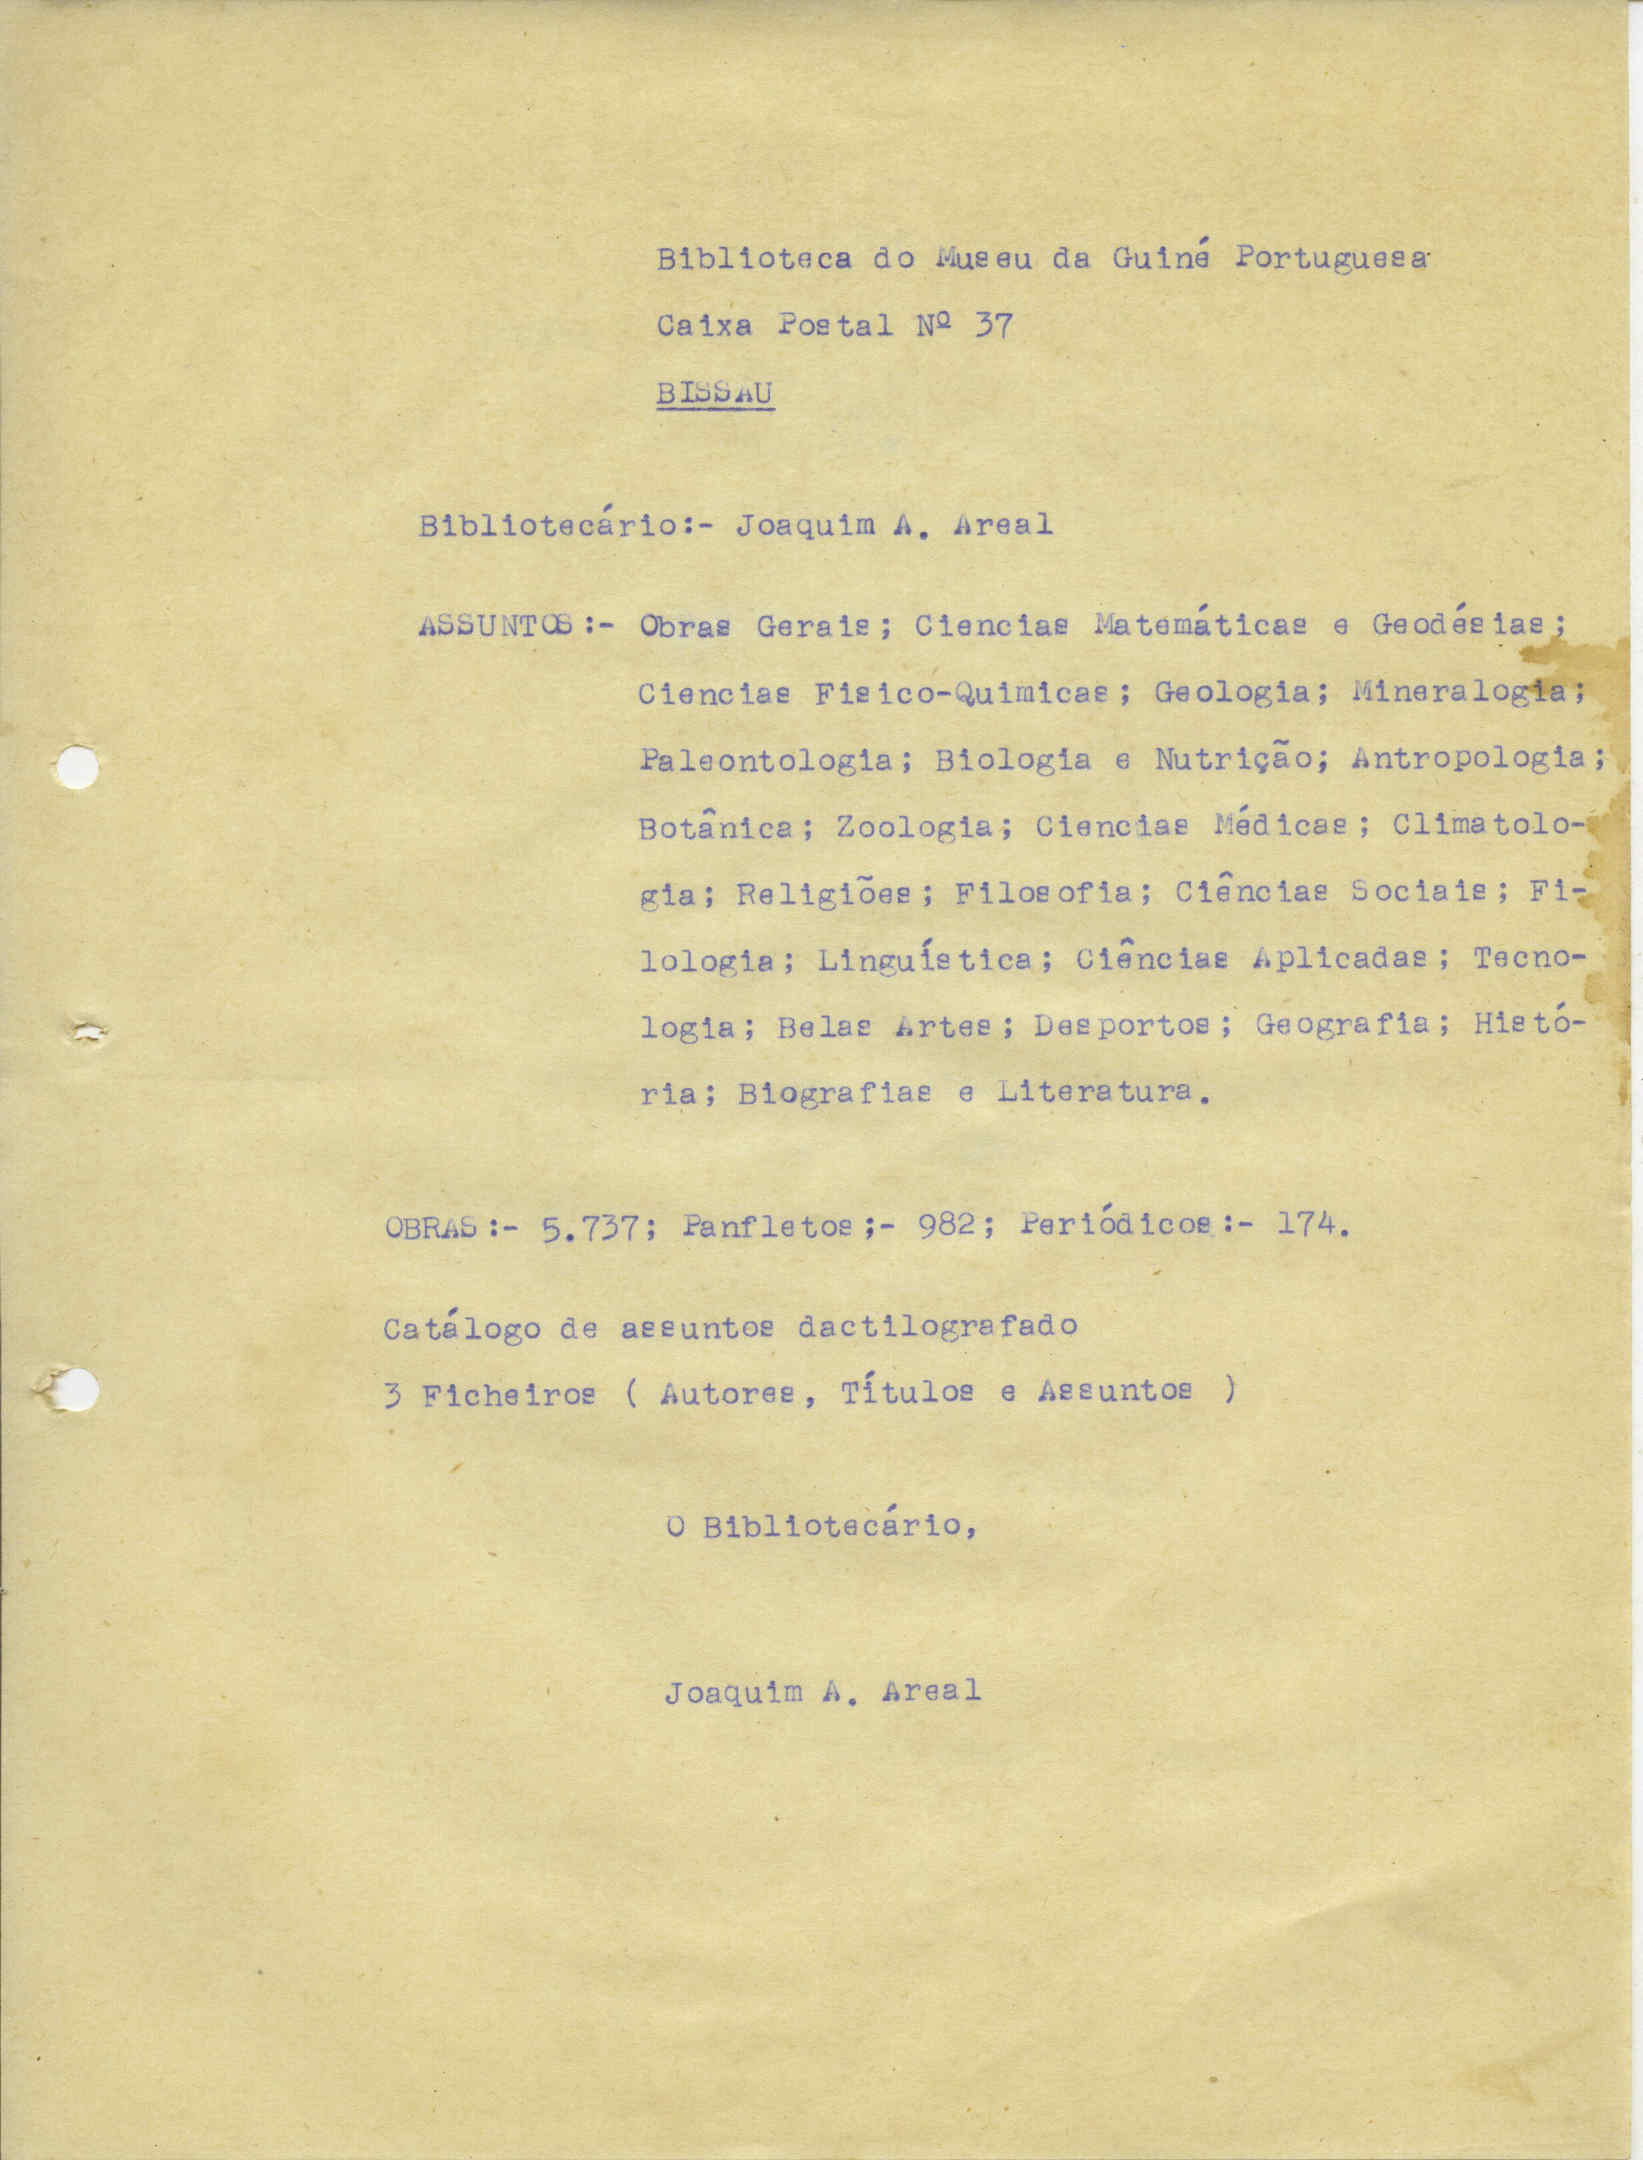 Biblioteca do Museu da Guiné Portuguesa
Caixa Postal Nº 37
BISSAU
Bibliotecário:- Joaquim A. Areal
ASSUNTOS:- Obras Gerais; Ciencias Matemáticas e Geodésias;
Ciencias Fisico-Quimicas; Geologia; Mineralogia;
Paleontologia; Biologia e Nutrição; Antropologia;
Botânica; Zoologia; Ciencias Médicas; Climatolo-
gia; Religiões; Filosofia; Ciências Sociais; Fi-
lologia; Linguística; Ciências Aplicadas; Tecno-
logia; Belas Artes; Desportos; Geografia; Histó-
ria; Biografias e Literatura.
OBRAS:- 5.737; Panfletos;- 982; Periódicos:- 174.
Catálogo de assuntos dactilografado
3 Ficheiros ( Autores, Títulos e Assuntos )
O Bibliotecário,
Joaquim A. Areal